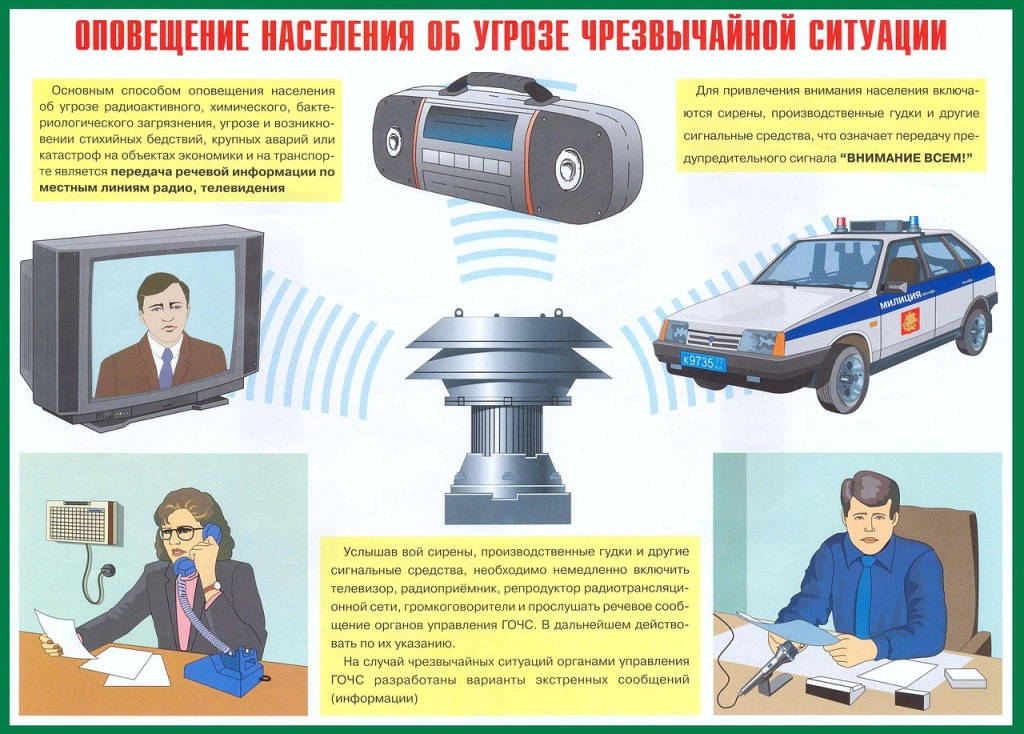 ОПОВЕЩЕНИЕ НАСЕЛЕНИЯ ОБ УГРОЗЕ ЧРЕЗВЫЧАЙНОЙ СИТУАЦИИ
Основным способом оповещения населения
об угрозе радиоактивного, химического, бакте-
риологического загрязнения, угрозе и возникно-
вении стихийных бедствий, крупных аварий или
катастроф на объектах экономики и на транспор-
те является передача речевой информации по
местным линиям радио, телевидения
Для привлечения внимания населения включа-
ются сирены, производственные гудки и другие
сигнальные средства, что означает передачу пре-
дупредительного сигнала "ВНИМАНИЕ ВСЕМ!"
МИЛИЦИЯ
к9735 77
Услышав вой сирены, производственные гудки и другие
сигнальные средства, необходимо немедленно включить
телевизор, радиоприёмник, репродуктор радиотрансляци-
онной сети, громкоговорители и прослушать речевое сооб-
щение органов управления ГОЧС. В дальнейшем действо-
вать по их указанию.
На случай чрезвычайных ситуаций органами управления
ГОЧС разработаны варианты экстренных сообщений
(информации)